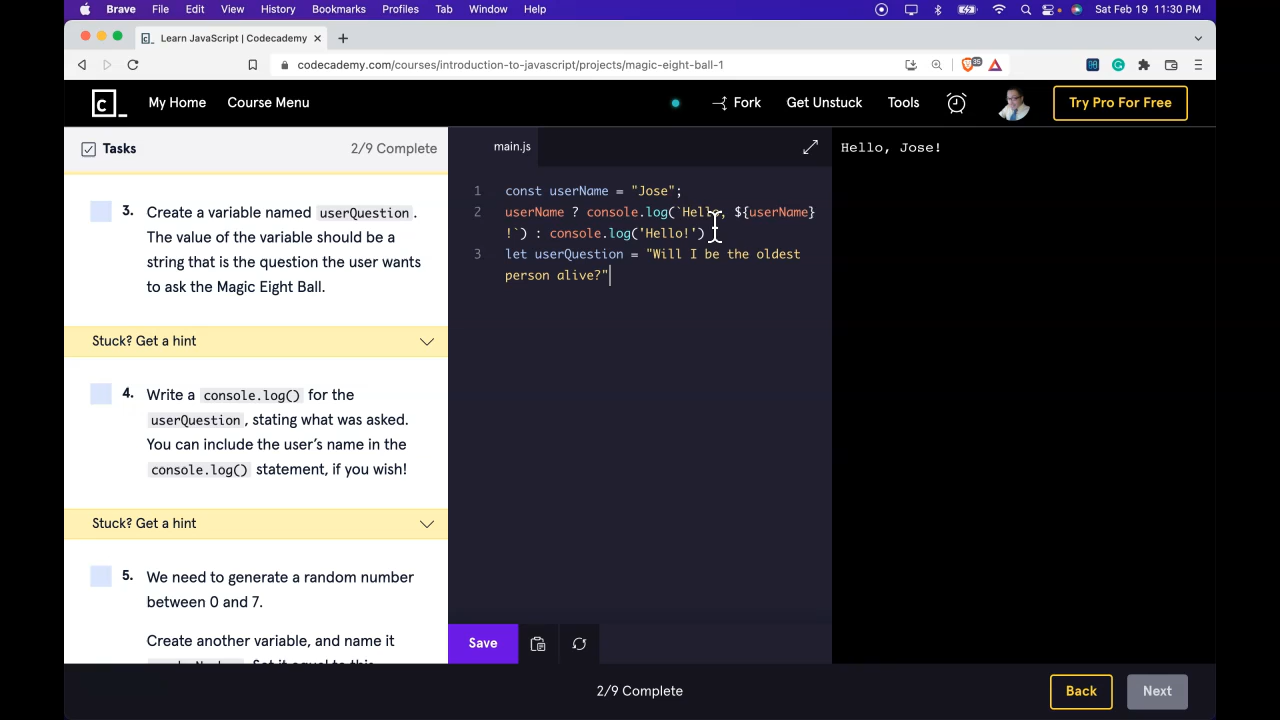 Brave File Edit View History Bookmarks Profiles Tab Window Help Sat Feb 19 11:30 PM
Learn JavaScript | Codecademy
codecademy.com/courses/introduction-to-javascript/projects/magic-eight-ball-1
35
c_ My Home Course Menu Fork Get Unstuck Tools Try Pro For Free
Tasks 2/9 Complete
3. Create a variable named userQuestion.
The value of the variable should be a
string that is the question the user wants
to ask the Magic Eight Ball.
Stuck? Get a hint
4. Write a console.log() for the
userQuestion, stating what was asked.
You can include the user's name in the
console.log() statement, if you wish!
Stuck? Get a hint
5. We need to generate a random number
between 0 and 7.
Create another variable, and name it
Set it equal to this
main.js
1 const userName = "Jose";
2 userName ? console.log(`Hello, ${userName}
!`) : console.log('Hello!')
3 let userQuestion = "Will I be the oldest
person alive?"
Save
Hello, Jose!
2/9 Complete
Back Next